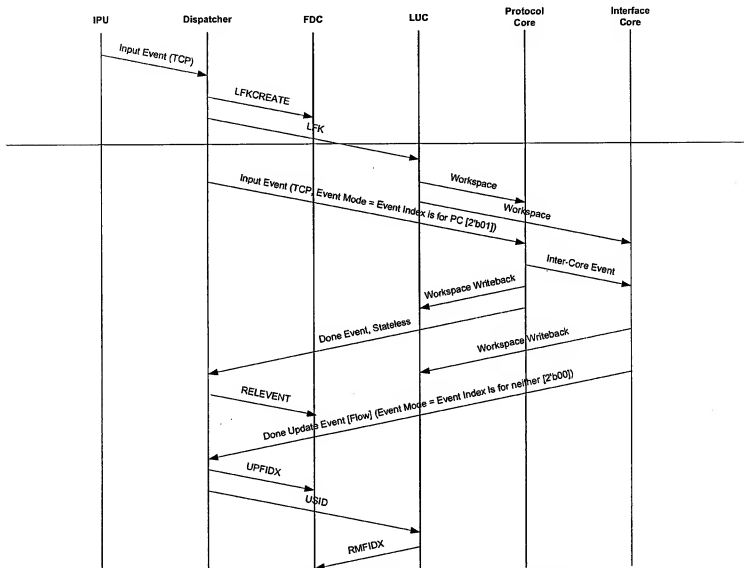 IPU
Dispatcher
FDC
LUC
Protocol
Core
Interface
Core
Input Event (TCP)
LFKCREATE
LFK
Workspace
Input Event (TCP, Event Mode = Event Index is for PC [2'b01])
Workspace
Inter-Core Event
Workspace Writeback
Done Event, Stateless
Workspace Writeback
RELEVENT
Done Update Event [Flow] (Event Mode = Event Index Is for neither [2'b00])
UPFIDX
USID
RMFIDX